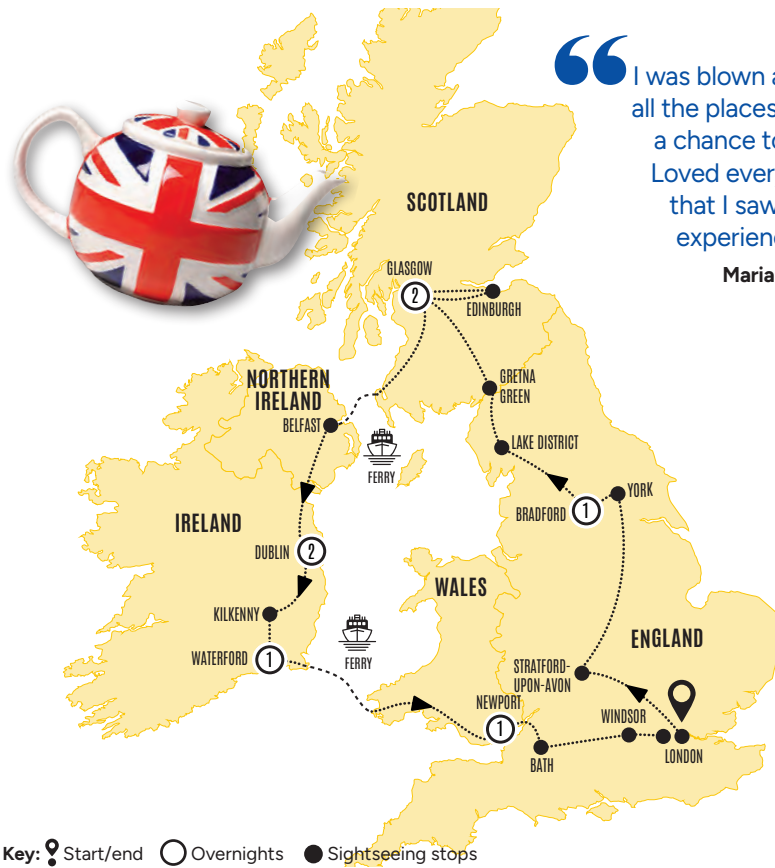 I was blown a
all the places
a chance to
Loved ever
that I saw
experien
Maria
SCOTLAND
GLASGOW
2
EDINBURGH
GRETNA
GREEN
NORTHERN
IRELAND
BELFAST
FERRY
LAKE DISTRICT
YORK
BRADFORD
1
IRELAND
DUBLIN
2
WALES
KILKENNY
WATERFORD
1
FERRY
ENGLAND
STRATFORD-
UPON-AVON
NEWPORT
1
WINDSOR
LONDON
BATH
Key: Start/end Overnights Sightseeing stops